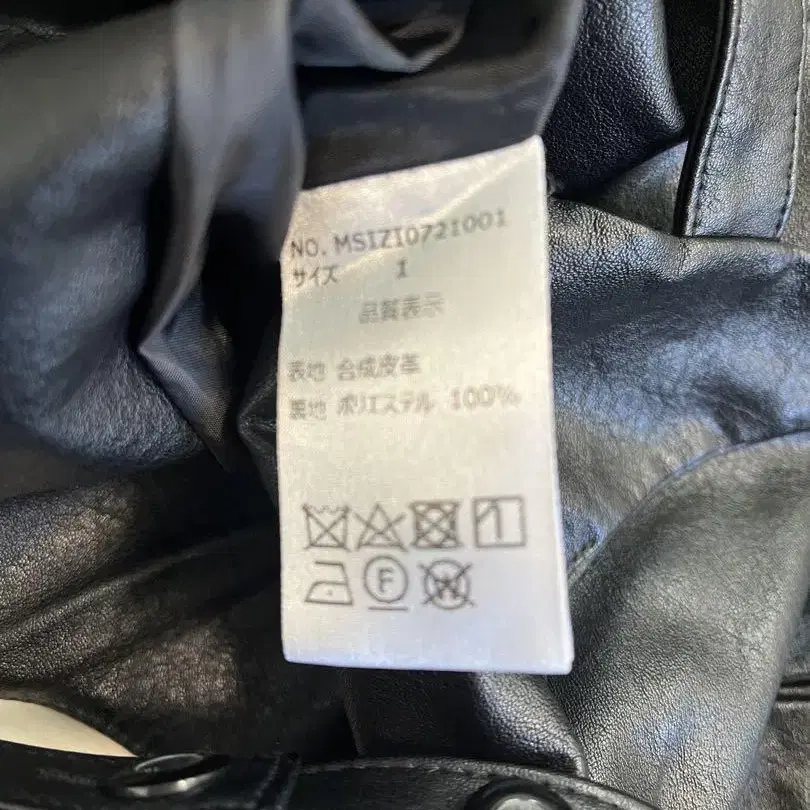 NO. MSIZI0721001
サイズ I
品質表示
表地 合成皮革
裏地 ポリエステル 100%
F
W